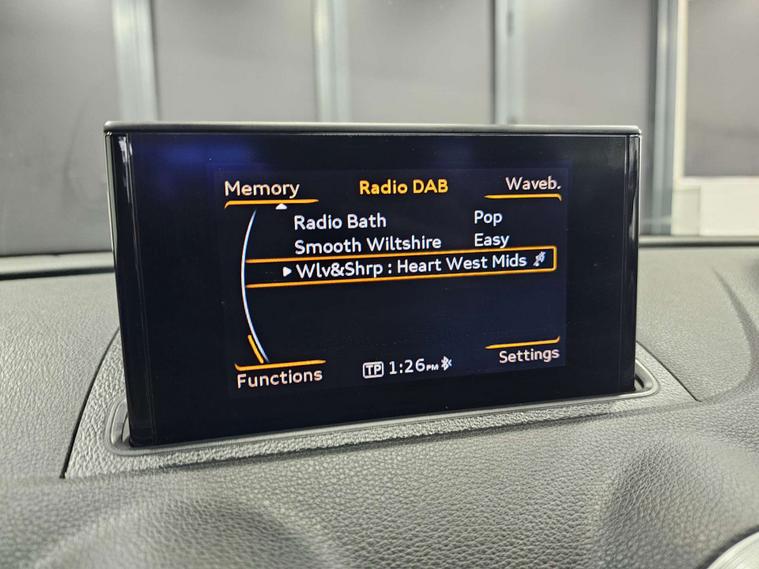 Memory Radio DAB Waveb.
Radio Bath Pop
Smooth Wiltshire Easy
Wlv&Shrp : Heart West Mids
Functions TP 1:26PM Settings